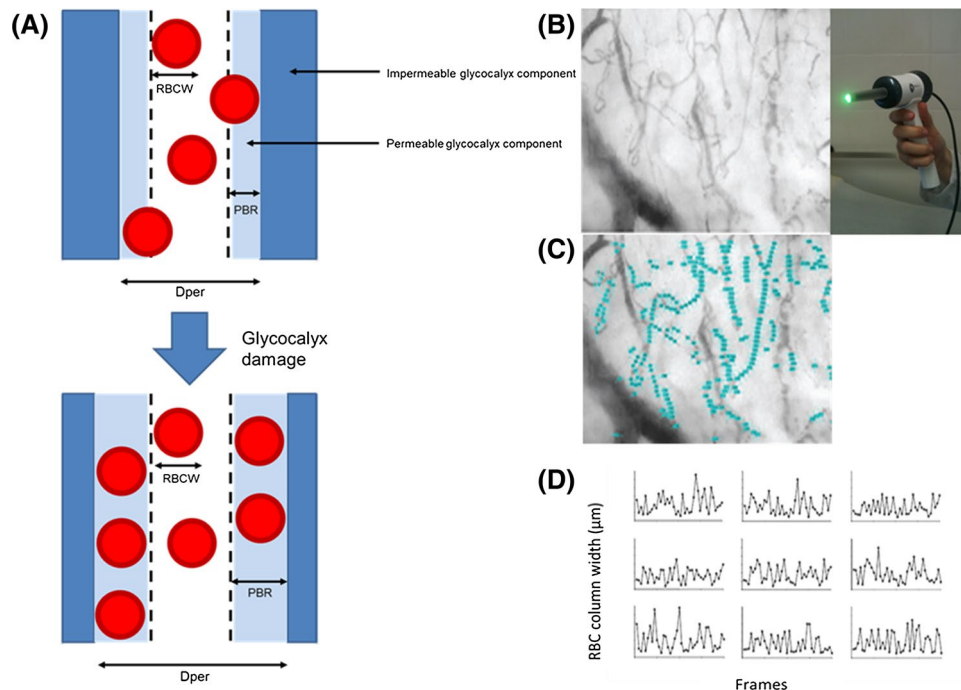 (A)
RBCW
Impermeable glycocalyx component
Permeable glycocalyx component
PBR
Dper
Glycocalyx
damage
RBCW
PBR
Dper
(B)
(C)
(D)
RBC column width (µm)
Frames